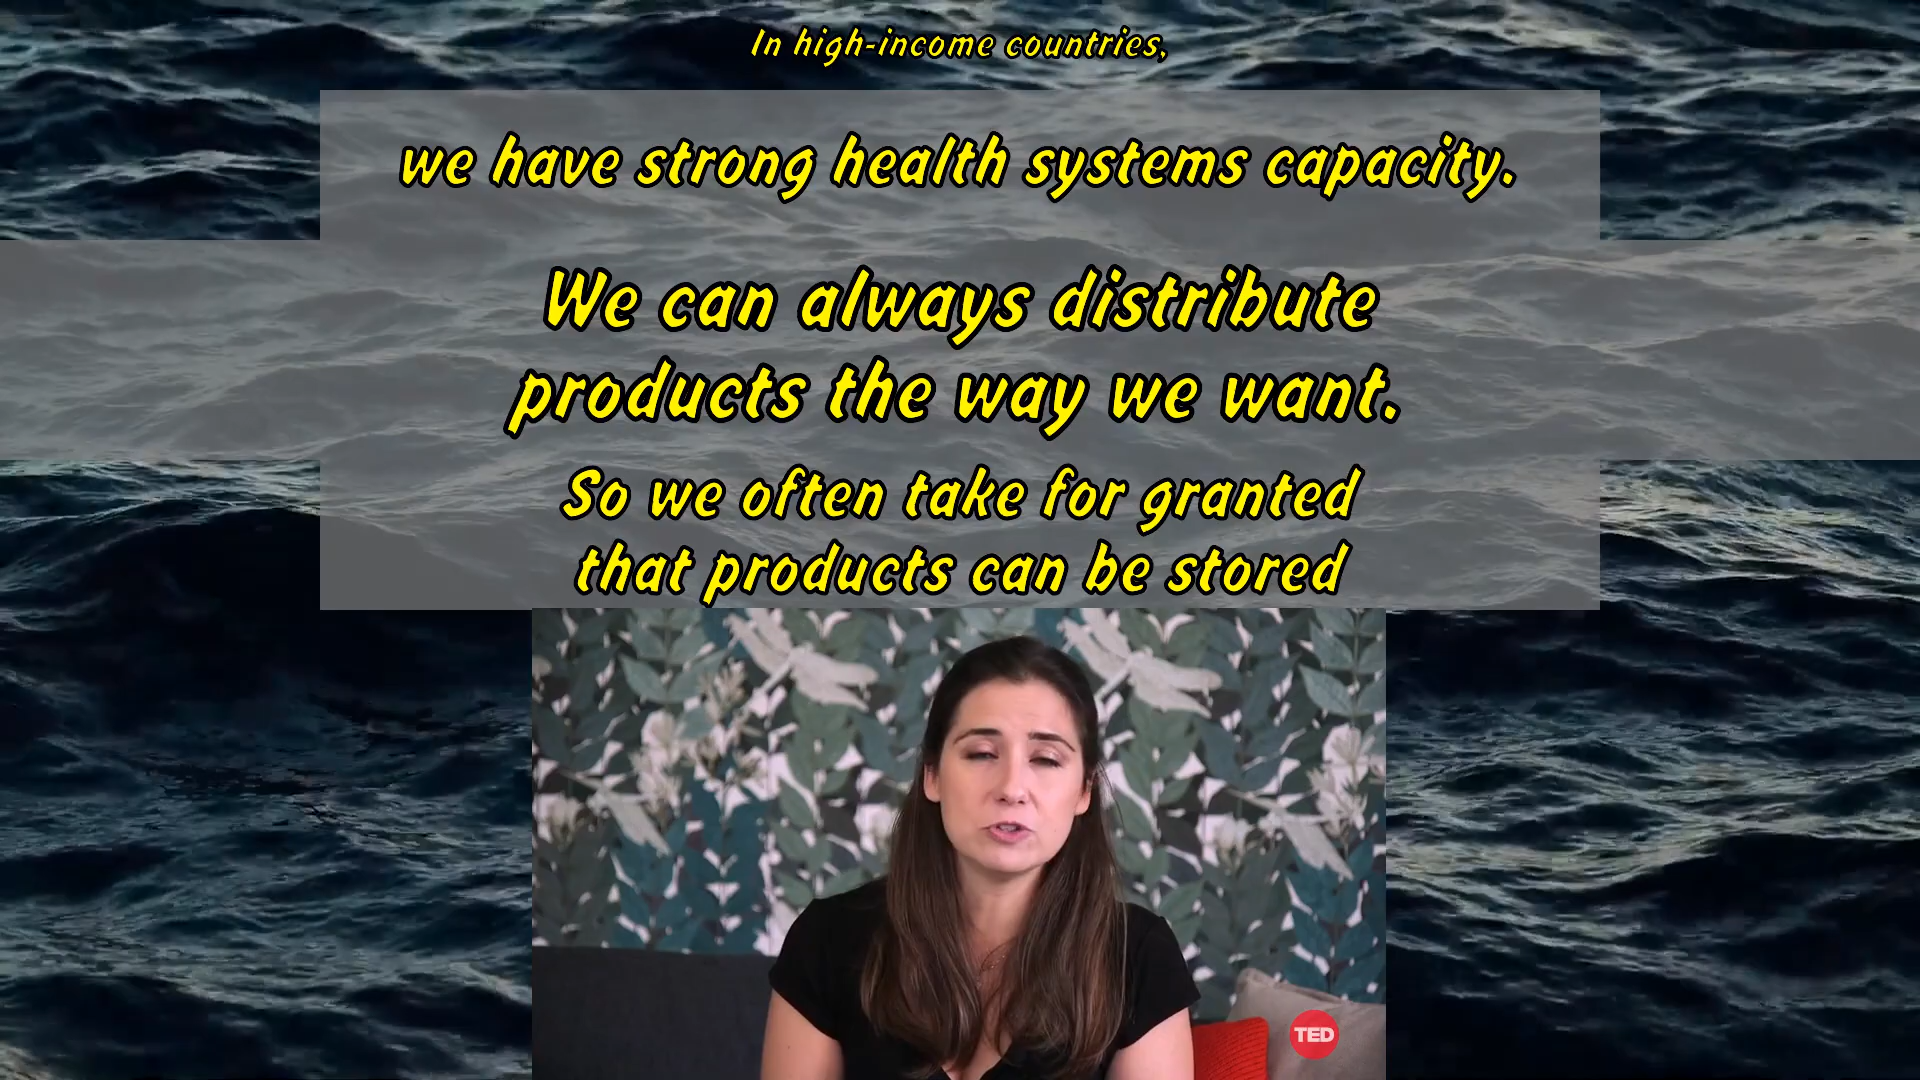 In high-income countries,
we have strong health systems capacity.
We can always distribute
products the way we want.
So we often take for granted
that products can be stored
TED